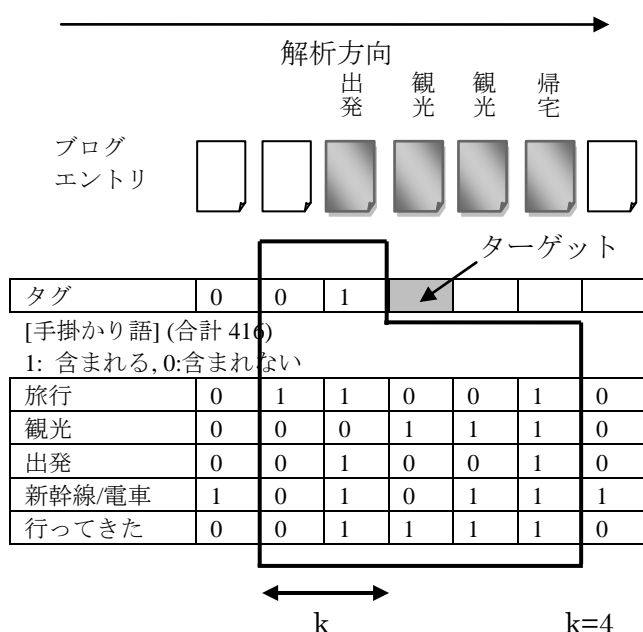 解析方向
出発 観光 観光 帰宅
ブログ
エントリ
ターゲット
タグ 0 0 1
[手掛かり語] (合計 416)
1: 含まれる, 0:含まれない
旅行 0 1 1 0 0 1 0
観光 0 0 0 1 1 1 0
出発 0 0 1 0 0 1 0
新幹線/電車 1 0 1 0 1 1 1
行ってきた 0 0 1 1 1 1 0
k k=4